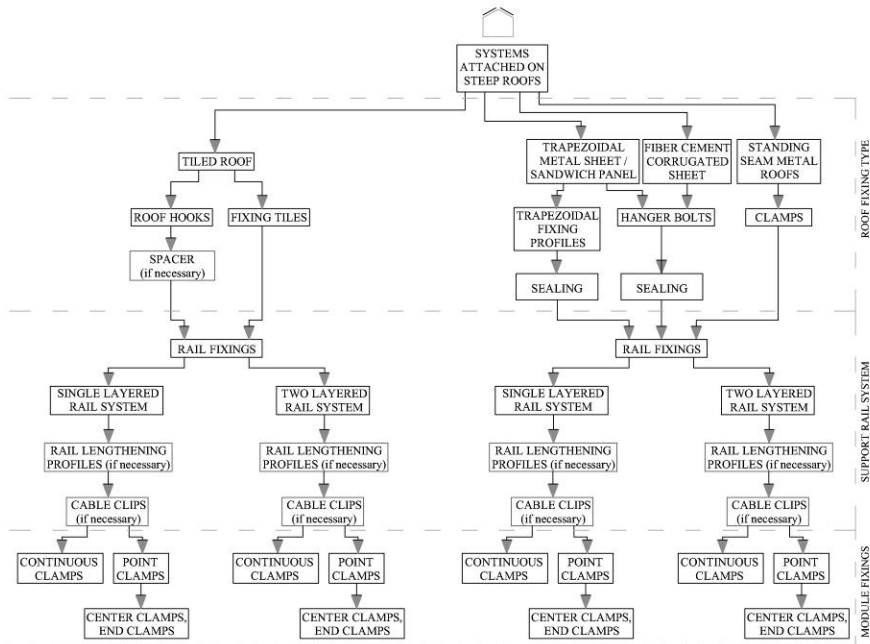 SYSTEMS
ATTACHED ON
STEEP ROOFS
TILED ROOF
TRAPEZOIDAL
METAL SHEET /
SANDWICH PANEL
FIBER CEMENT
CORRUGATED
SHEET
STANDING
SEAM METAL
ROOFS
ROOF FIXING TYPE
ROOF HOOKS
FIXING TILES
TRAPEZOIDAL
FIXING
PROFILES
HANGER BOLTS
CLAMPS
SPACER
(if necessary)
SEALING
SEALING
RAIL FIXINGS
RAIL FIXINGS
SINGLE LAYERED
RAIL SYSTEM
TWO LAYERED
RAIL SYSTEM
SINGLE LAYERED
RAIL SYSTEM
TWO LAYERED
RAIL SYSTEM
SUPPORT RAIL SYSTEM
RAIL LENGTHENING
PROFILES (if necessary)
RAIL LENGTHENING
PROFILES (if necessary)
RAIL LENGTHENING
PROFILES (if necessary)
RAIL LENGTHENING
PROFILES (if necessary)
CABLE CLIPS
(if necessary)
CABLE CLIPS
(if necessary)
CABLE CLIPS
(if necessary)
CABLE CLIPS
(if necessary)
CONTINUOUS
CLAMPS
POINT
CLAMPS
CONTINUOUS
CLAMPS
POINT
CLAMPS
CONTINUOUS
CLAMPS
POINT
CLAMPS
CONTINUOUS
CLAMPS
POINT
CLAMPS
MODULE FIXINGS
CENTER CLAMPS,
END CLAMPS
CENTER CLAMPS,
END CLAMPS
CENTER CLAMPS,
END CLAMPS
CENTER CLAMPS,
END CLAMPS